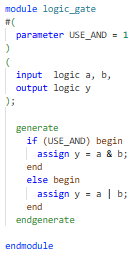 module logic_gate
#(
  parameter USE_AND = 1
)
(
  input  logic a, b,
  output logic y
);

  generate
    if (USE_AND) begin
      assign y = a & b;
    end
    else begin
      assign y = a | b;
    end
  endgenerate

endmodule